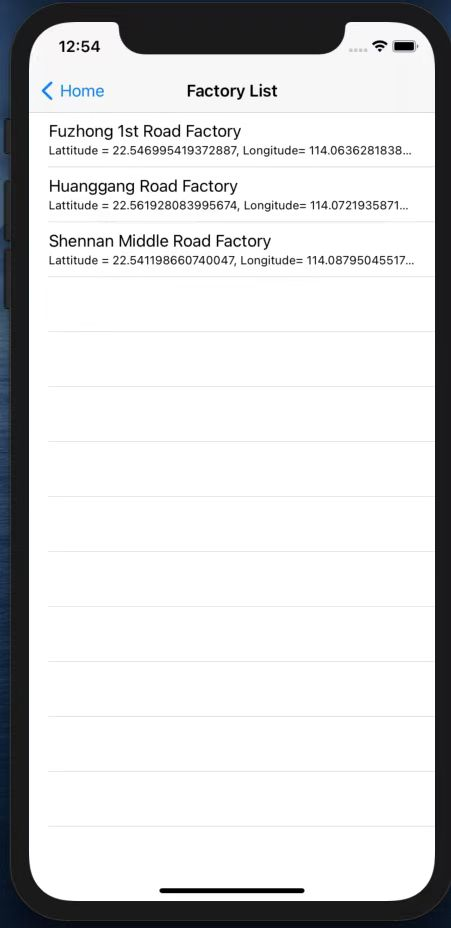 12:54
Home
Factory List
Fuzhong 1st Road Factory
Lattitude = 22.546995419372887, Longitude= 114.0636281838...
Huanggang Road Factory
Lattitude = 22.561928083995674, Longitude= 114.0721935871...
Shennan Middle Road Factory
Lattitude = 22.541198660740047, Longitude= 114.08795045517...